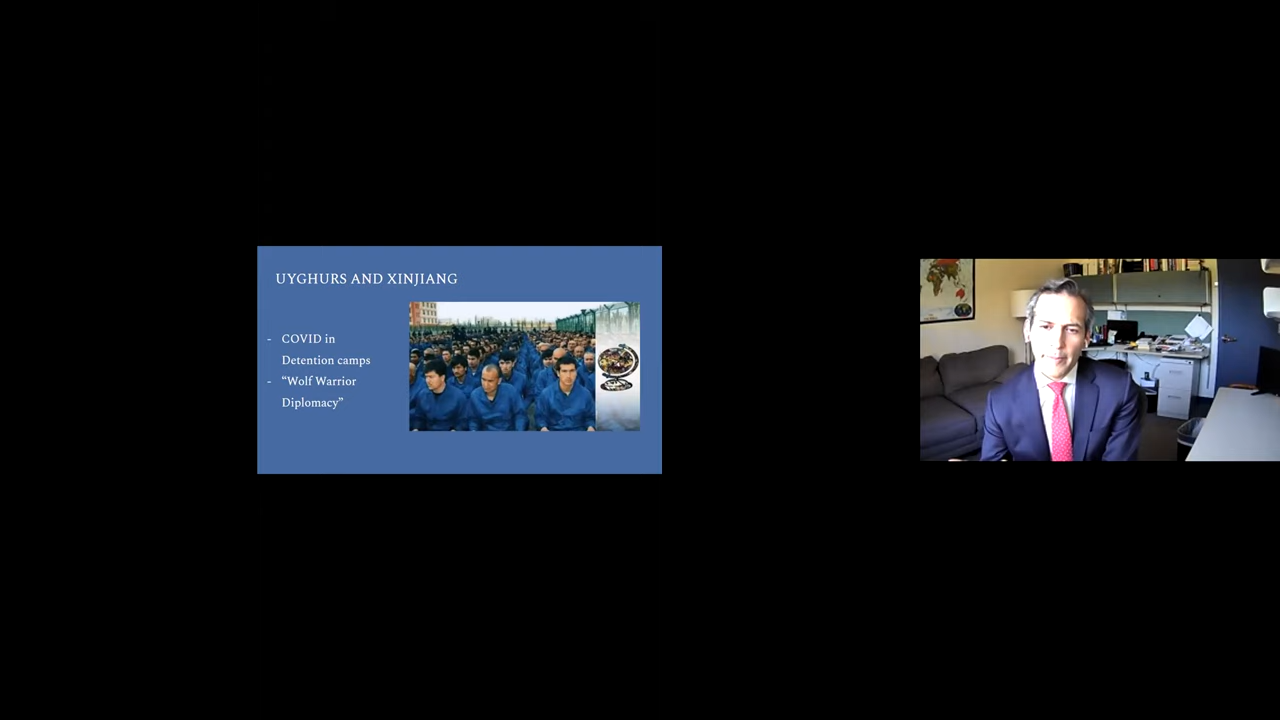 UYGHURS AND XINJIANG
- COVID in
Detention camps
- “Wolf Warrior
Diplomacy”